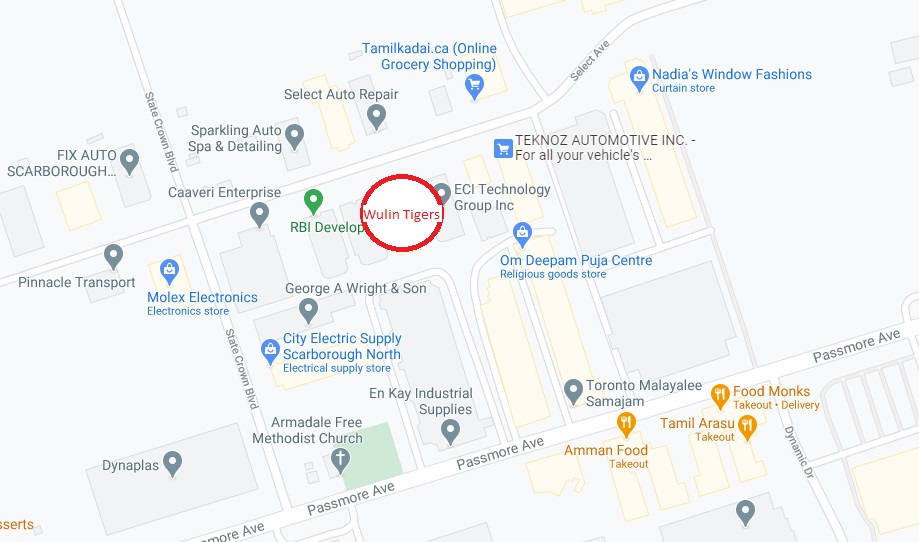 Tamilkadai.ca (Online
Grocery Shopping)
Select Ave
Nadia's Window Fashions
Curtain store
Select Auto Repair
State Crown Blvd
Sparkling Auto
Spa & Detailing
TEKNOZ AUTOMOTIVE INC. -
For all your vehicle's ...
FIX AUTO
SCARBOROUGH...
Caaveri Enterprise
ECI Technology
Group Inc
Wulin Tigers
RBI Develop
Om Deepam Puja Centre
Religious goods store
Pinnacle Transport
Molex Electronics
Electronics store
George A Wright & Son
City Electric Supply
Scarborough North
Electrical supply store
State Crown Blvd
Passmore Ave
En Kay Industrial
Supplies
Toronto Malayalee
Samajam
Food Monks
Takeout • Delivery
Tamil Arasu
Takeout
Armadale Free
Methodist Church
Amman Food
Takeout
Passmore Ave
Dynamic Dr
Dynaplas
Passmore Ave
sserts
Passmore Ave